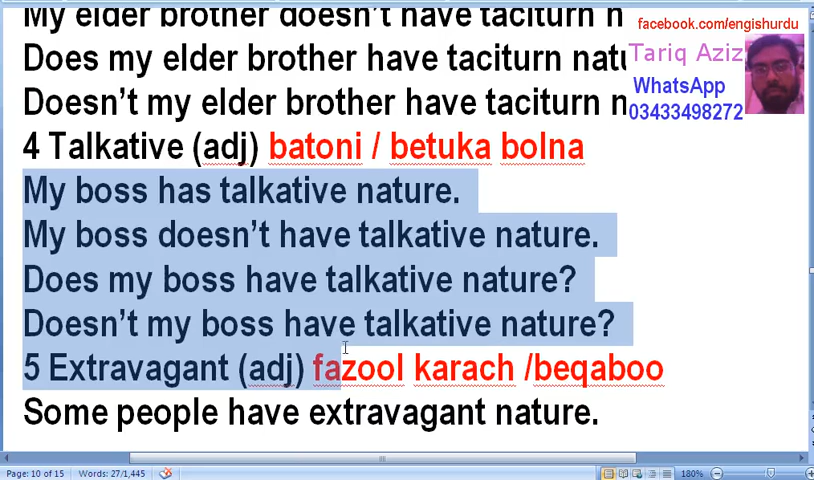 My elder brother doesn't have taciturn n
facebook.com/engishurdu
Does my elder brother have taciturn natu
Tariq Aziz
WhatsApp
Doesn't my elder brother have taciturn n
03433498272
4 Talkative (adj) batoni / betuka bolna
My boss has talkative nature.
My boss doesn't have talkative nature.
Does my boss have talkative nature?
Doesn't my boss have talkative nature?
5 Extravagant (adj) fazool karach /beqaboo
Some people have extravagant nature.
Page: 10 of 15 Words: 27/1,445 180%